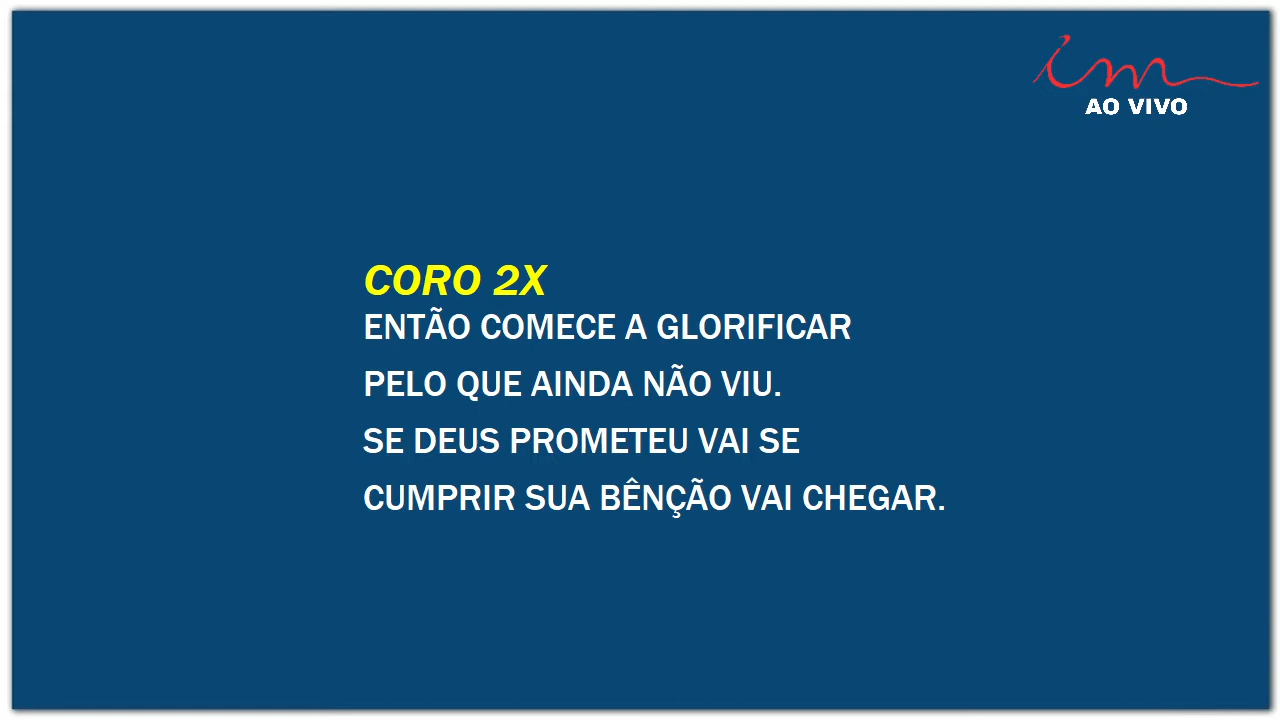 im
AO VIVO
CORO 2X
ENTÃO COMECE A GLORIFICAR
PELO QUE AINDA NÃO VIU.
SE DEUS PROMETEU VAI SE
CUMPRIR SUA BÊNÇÃO VAI CHEGAR.